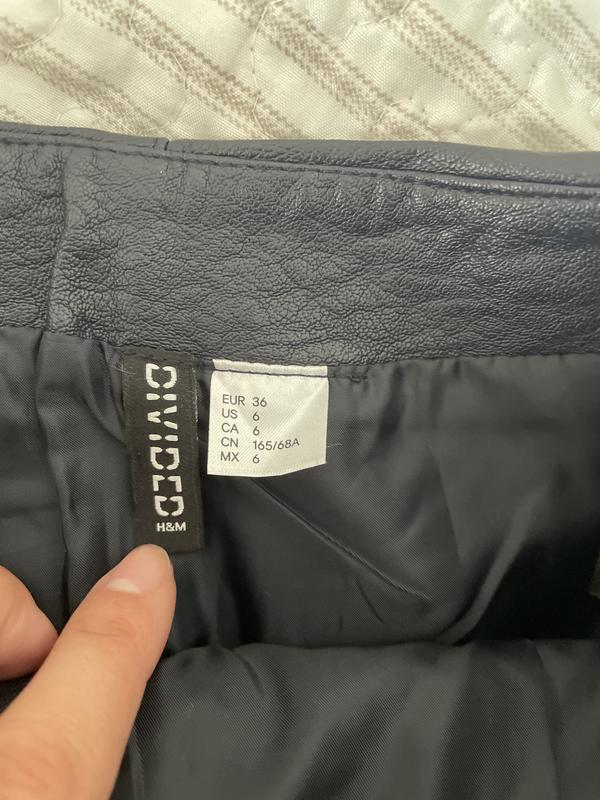 DIVIDED
H&M
EUR 36
US 6
CA 6
CN 165/68A
MX 6